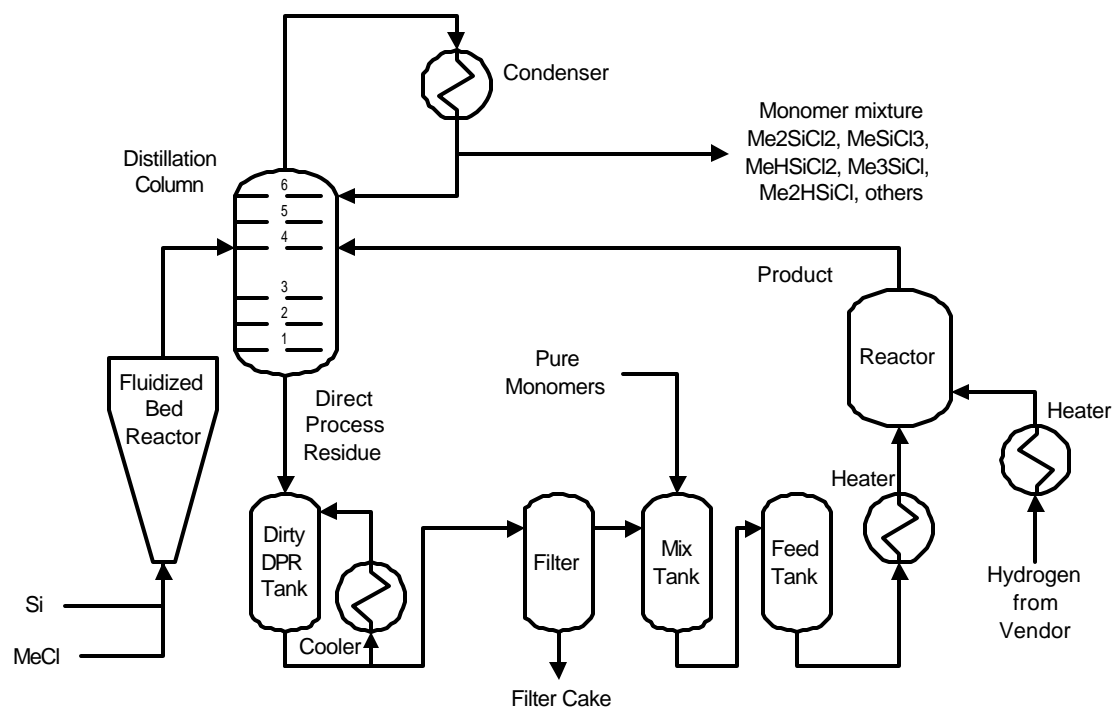 Condenser
Monomer mixture
Me2SiCl2, MeSiCl3,
MeHSiCl2, Me3SiCl,
Me2HSiCl, others
Distillation
Column
6
5
4
3
2
1
Product
Reactor
Heater
Fluidized
Bed
Reactor
Direct
Process
Residue
Pure
Monomers
Heater
Dirty
DPR
Tank
Cooler
Filter
Mix
Tank
Feed
Tank
Hydrogen
from
Vendor
Si
MeCl
Filter Cake